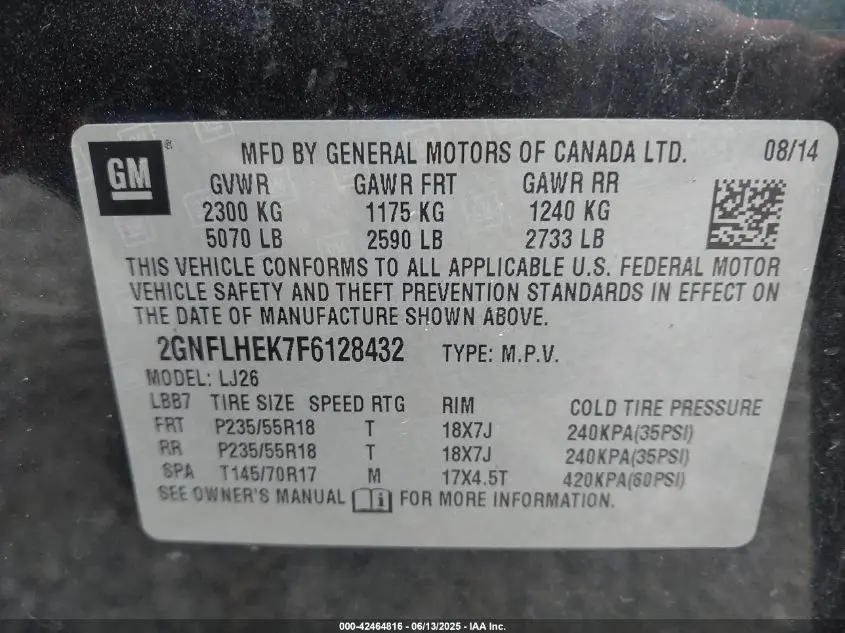 GM ® MFD BY GENERAL MOTORS OF CANADA LTD. 08/14
GVWR GAWR FRT GAWR RR
2300 KG 1175 KG 1240 KG
5070 LB 2590 LB 2733 LB
THIS VEHICLE CONFORMS TO ALL APPLICABLE U.S. FEDERAL MOTOR
VEHICLE SAFETY AND THEFT PREVENTION STANDARDS IN EFFECT ON
THE DATE OF MANUFACTURE SHOWN ABOVE.
2GNFLHEK7F6128432 TYPE: M.P.V.
MODEL: LJ26
LBB7 TIRE SIZE SPEED RTG RIM COLD TIRE PRESSURE
FRT P235/55R18 T 18X7J 240KPA(35PSI)
RR P235/55R18 T 18X7J 240KPA(35PSI)
SPA T145/70R17 M 17X4.5T 420KPA(60PSI)
SEE OWNER'S MANUAL i FOR MORE INFORMATION.
000-42464816 - 06/13/2025 - IAA Inc.